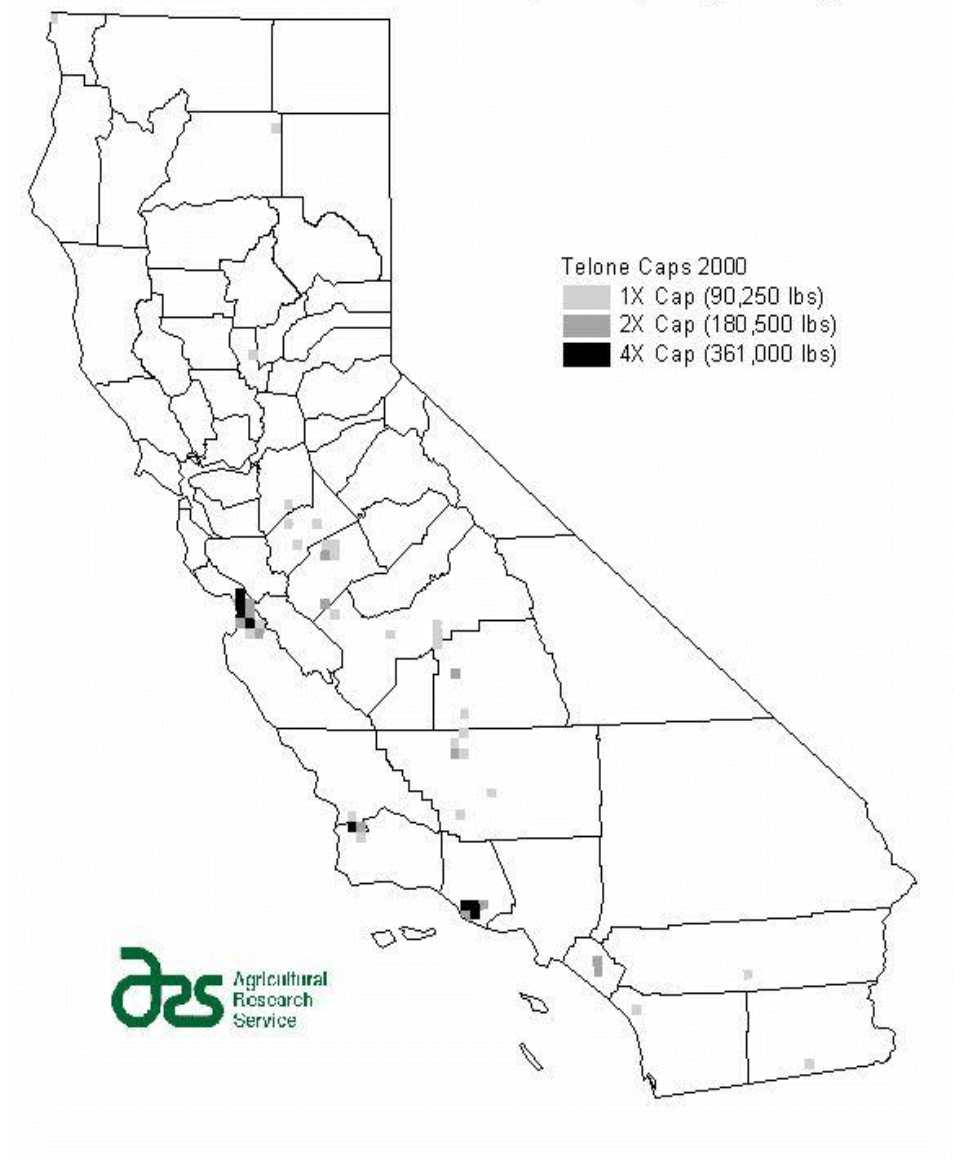 Telone Caps 2000
1X Cap (90,250 lbs)
2X Cap (180,500 lbs)
4X Cap (361,000 lbs)
ars Agricultural
Research
Service